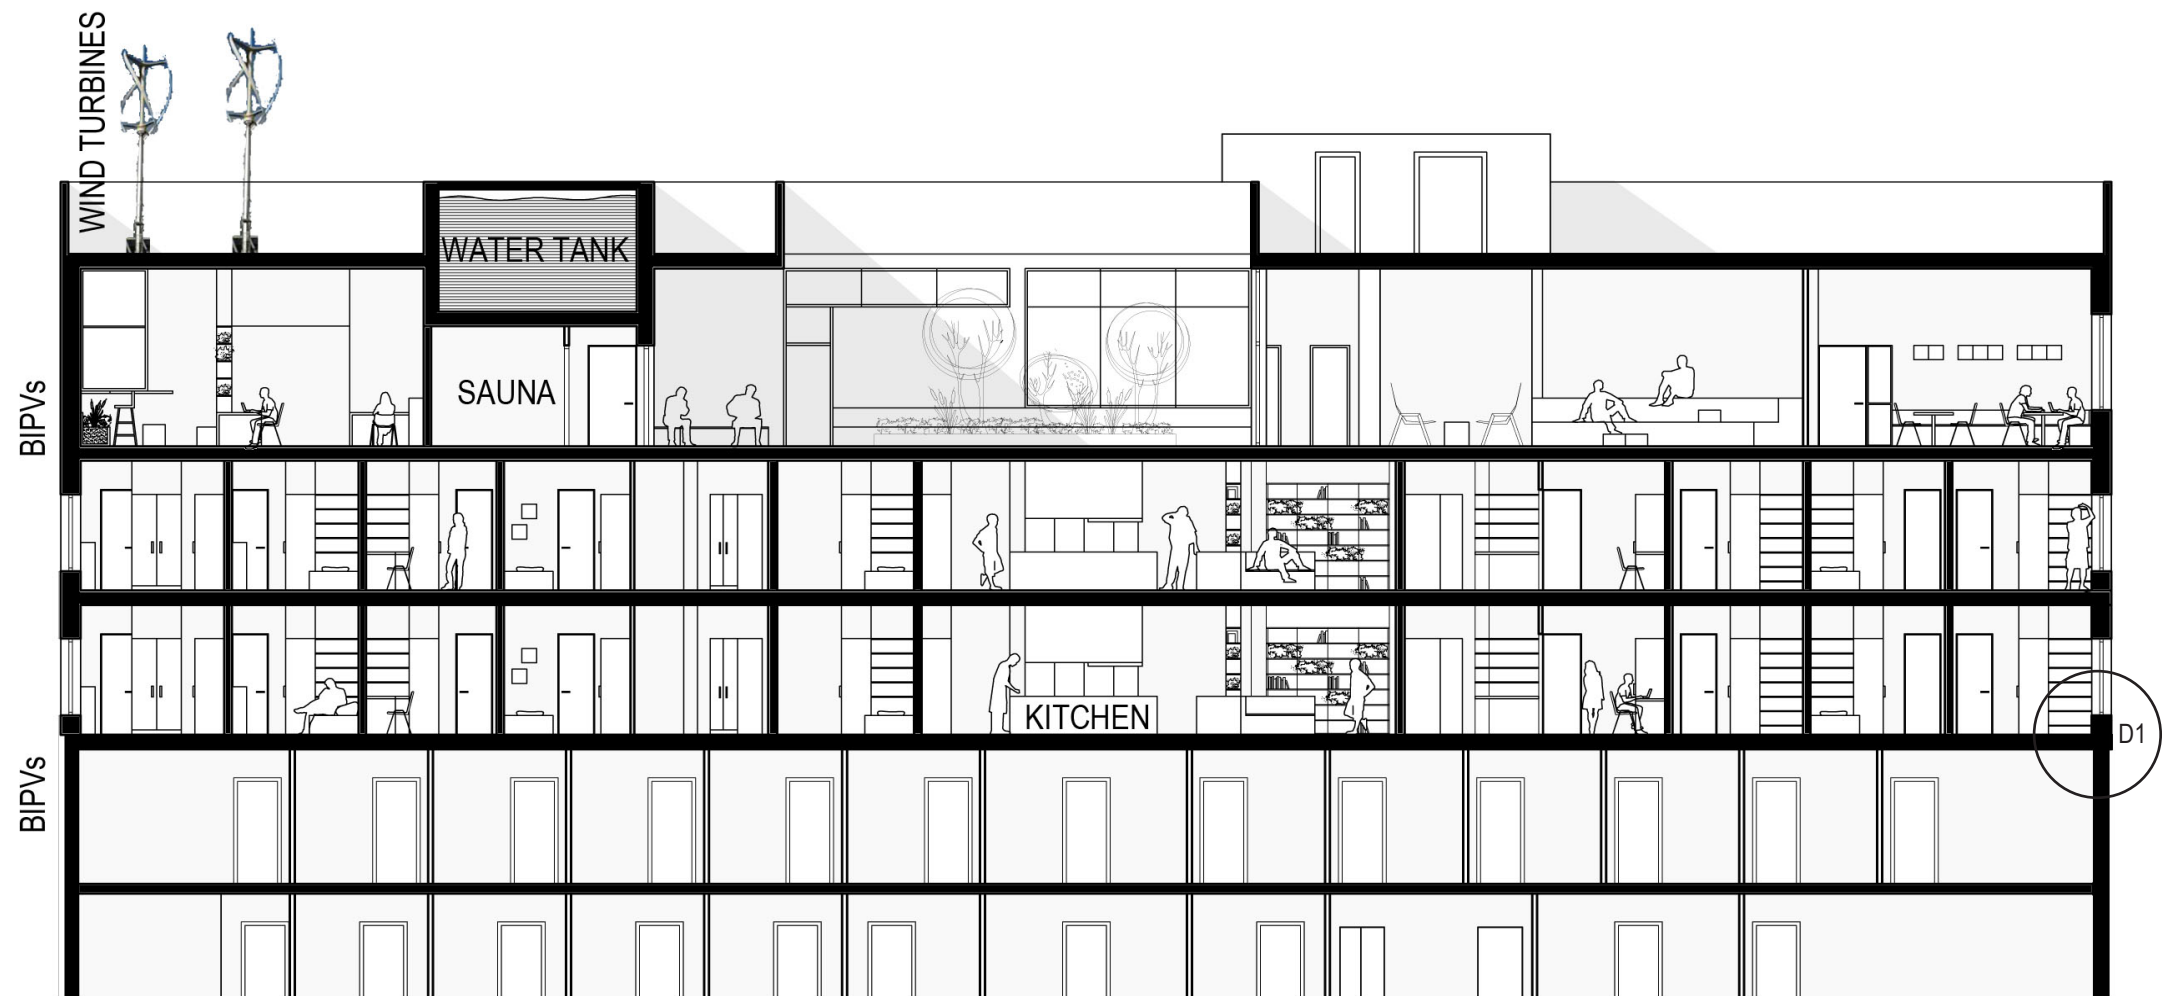 WIND TURBINES
WATER TANK
SAUNA
BIPVs
KITCHEN
D1
BIPVs